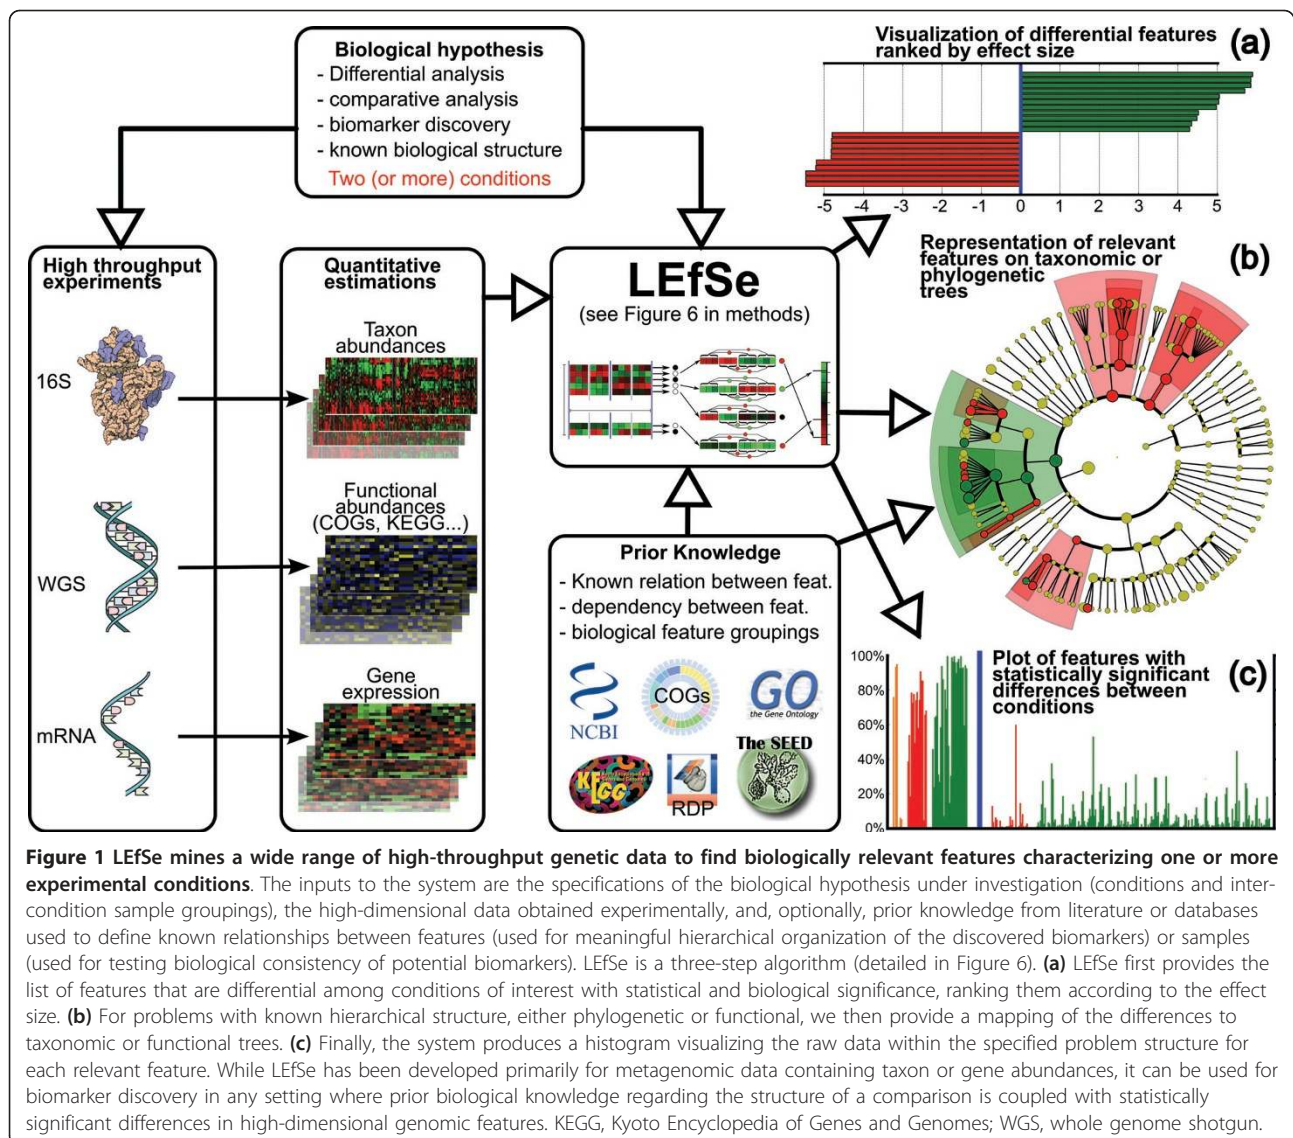 Biological hypothesis
- Differential analysis
- comparative analysis
- biomarker discovery
- known biological structure
Two (or more) conditions
Visualization of differential features
ranked by effect size
(a)
-5 -4 -3 -2 -1 0 1 2 3 4 5
High throughput
experiments
16S
WGS
mRNA
Quantitative
estimations
Taxon
abundances
Functional
abundances
(COGs, KEGG...)
Gene
expression
LEfSe
(see Figure 6 in methods)
Representation of relevant
features on taxonomic or
phylogenetic
trees
(b)
Prior Knowledge
- Known relation between feat.
- dependency between feat.
- biological feature groupings
NCBI
COGs
GO
the Gene Ontology
KEGG
RDP
The SEED
Plot of features with
statistically significant
differences between
conditions
(c)
100%
80%
60%
40%
20%
0%
Figure 1 LEfSe mines a wide range of high-throughput genetic data to find biologically relevant features characterizing one or more
experimental conditions. The inputs to the system are the specifications of the biological hypothesis under investigation (conditions and inter-
condition sample groupings), the high-dimensional data obtained experimentally, and, optionally, prior knowledge from literature or databases
used to define known relationships between features (used for meaningful hierarchical organization of the discovered biomarkers) or samples
(used for testing biological consistency of potential biomarkers). LEfSe is a three-step algorithm (detailed in Figure 6). (a) LEfSe first provides the
list of features that are differential among conditions of interest with statistical and biological significance, ranking them according to the effect
size. (b) For problems with known hierarchical structure, either phylogenetic or functional, we then provide a mapping of the differences to
taxonomic or functional trees. (c) Finally, the system produces a histogram visualizing the raw data within the specified problem structure for
each relevant feature. While LEfSe has been developed primarily for metagenomic data containing taxon or gene abundances, it can be used for
biomarker discovery in any setting where prior biological knowledge regarding the structure of a comparison is coupled with statistically
significant differences in high-dimensional genomic features. KEGG, Kyoto Encyclopedia of Genes and Genomes; WGS, whole genome shotgun.